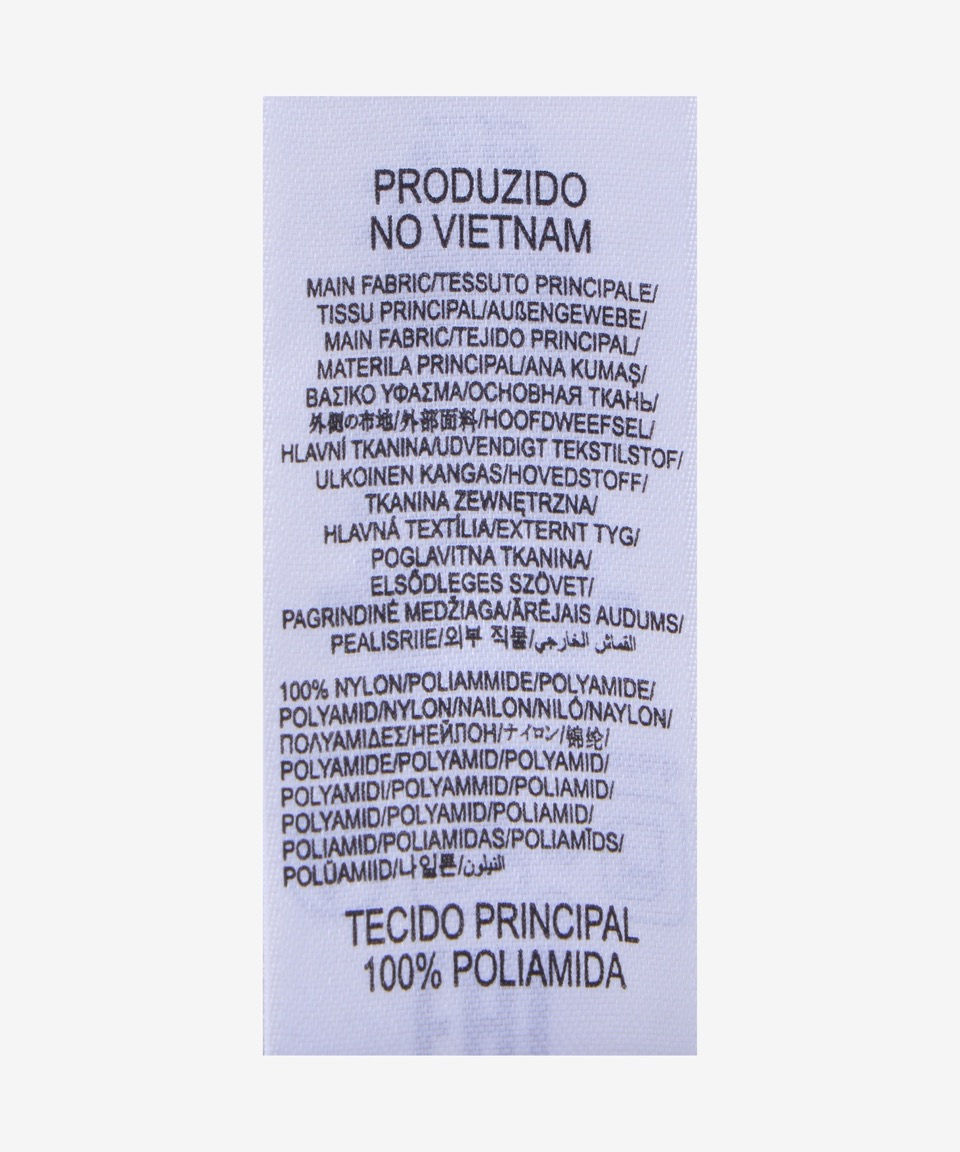 PRODUZIDO
NO VIETNAM
MAIN FABRIC/TESSUTO PRINCIPALE/
TISSU PRINCIPAL/AUßENGEWEBE/
MAIN FABRIC/TEJIDO PRINCIPAL/
MATERILA PRINCIPAL/ANA KUMAŞ/
ΒΑΣΙΚΟ ΥΦΑΣΜΑ/ОСНОВНАЯ ТКАНЬ/
外側の布地/外部面料/HOOFDWEEFSEL/
HLAVNÍ TKANINA/UDVENDIGT TEKSTILSTOF/
ULKOINEN KANGAS/HOVEDSTOFF/
TKANINA ZEWNĘTRZNA/
HLAVNÁ TEXTÍLIA/EXTERNT TYG/
POGLAVITNA TKANINA/
ELSŐDLEGES SZÖVET/
PAGRINDINĖ MEDŽIAGA/ĀRĒJAIS AUDUMS/
PEALISRIIE/외부 직물/القماش الخارجي/
100% NYLON/POLIAMMIDE/POLYAMIDE/
POLYAMID/NYLON/NAILON/NILÓ/NAYLON/
ΠΟΛΥΑΜΙΔΕΣ/НЕЙЛОН/ナイロン/锦纶/
POLYAMIDE/POLYAMID/POLYAMID/
POLYAMIDI/POLYAMMID/POLIAMID/
POLYAMID/POLYAMID/POLIAMID/
POLIAMID/POLIAMIDAS/POLIAMĪDS/
POLÜAMIID/나일론/النيلون
TECIDO PRINCIPAL
100% POLIAMIDA